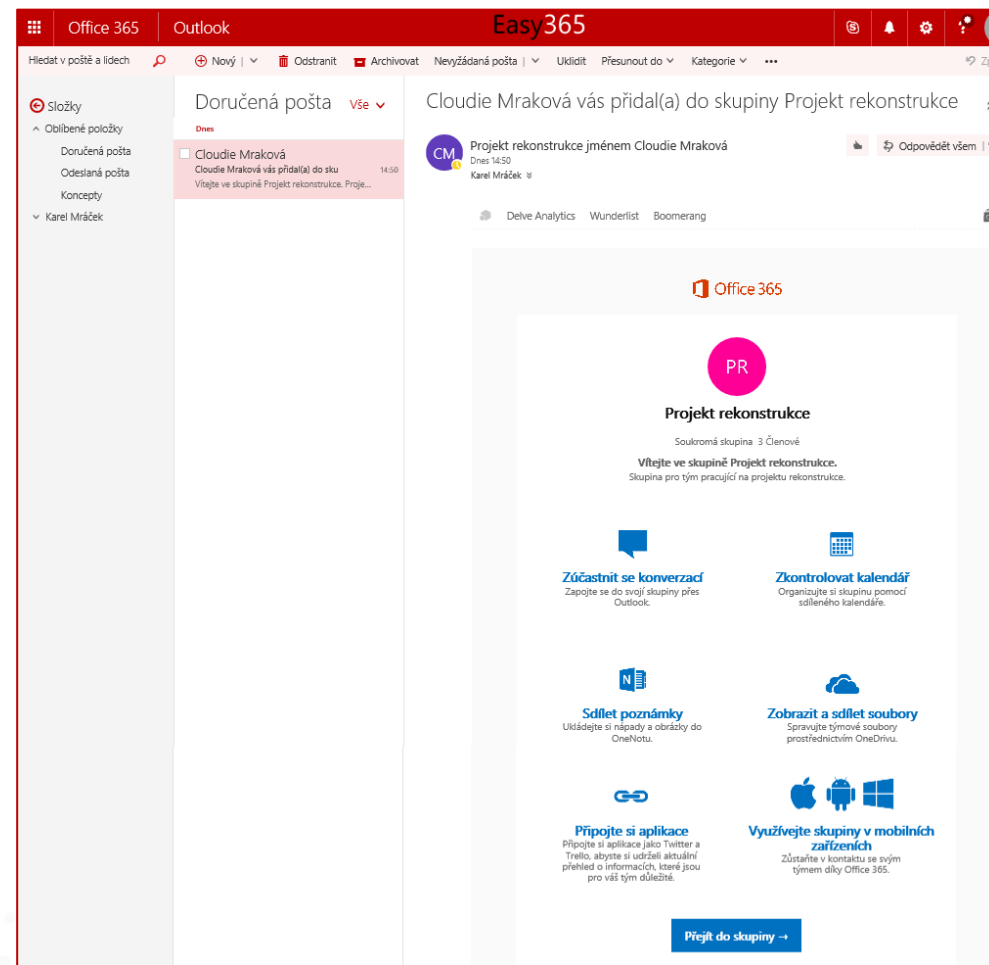 Office 365
Outlook
Easy365
Hledat v poště a lidech
Nový
Odstranit
Archivovat
Nevyžádaná pošta
Uklidit
Přesunout do
Kategorie
Složky
Oblíbené položky
Doručená pošta
Odeslaná pošta
Koncepty
Karel Mráček
Doručená pošta
Vše
Dnes
Cloudie Mraková
Cloudie Mraková vás přidal(a) do sku
14:50
Vítejte ve skupině Projekt rekonstrukce. Proje...
Cloudie Mraková vás přidal(a) do skupiny Projekt rekonstrukce
CM
Projekt rekonstrukce jménem Cloudie Mraková
Dnes 14:50
Karel Mráček
Odpovědět všem
Delve Analytics
Wunderlist
Boomerang
Office 365
PR
Projekt rekonstrukce
Soukromá skupina 3 Členové
Vítejte ve skupině Projekt rekonstrukce.
Skupina pro tým pracující na projektu rekonstrukce.
Zúčastnit se konverzací
Zapojte se do svojí skupiny přes
Outlook.
Zkontrolovat kalendář
Organizujte si skupinu pomocí
sdíleného kalendáře.
N
Sdílet poznámky
Ukládejte si nápady a obrázky do
OneNotu.
Zobrazit a sdílet soubory
Spravujte týmové soubory
prostřednictvím OneDrivu.
Připojte si aplikace
Připojte si aplikace jako Twitter a
Trello, abyste si udrželi aktuální
přehled o informacích, které jsou
pro váš tým důležité.
Využívejte skupiny v mobilních
zařízeních
Zůstaňte v kontaktu se svým
týmem díky Office 365.
Přejít do skupiny →